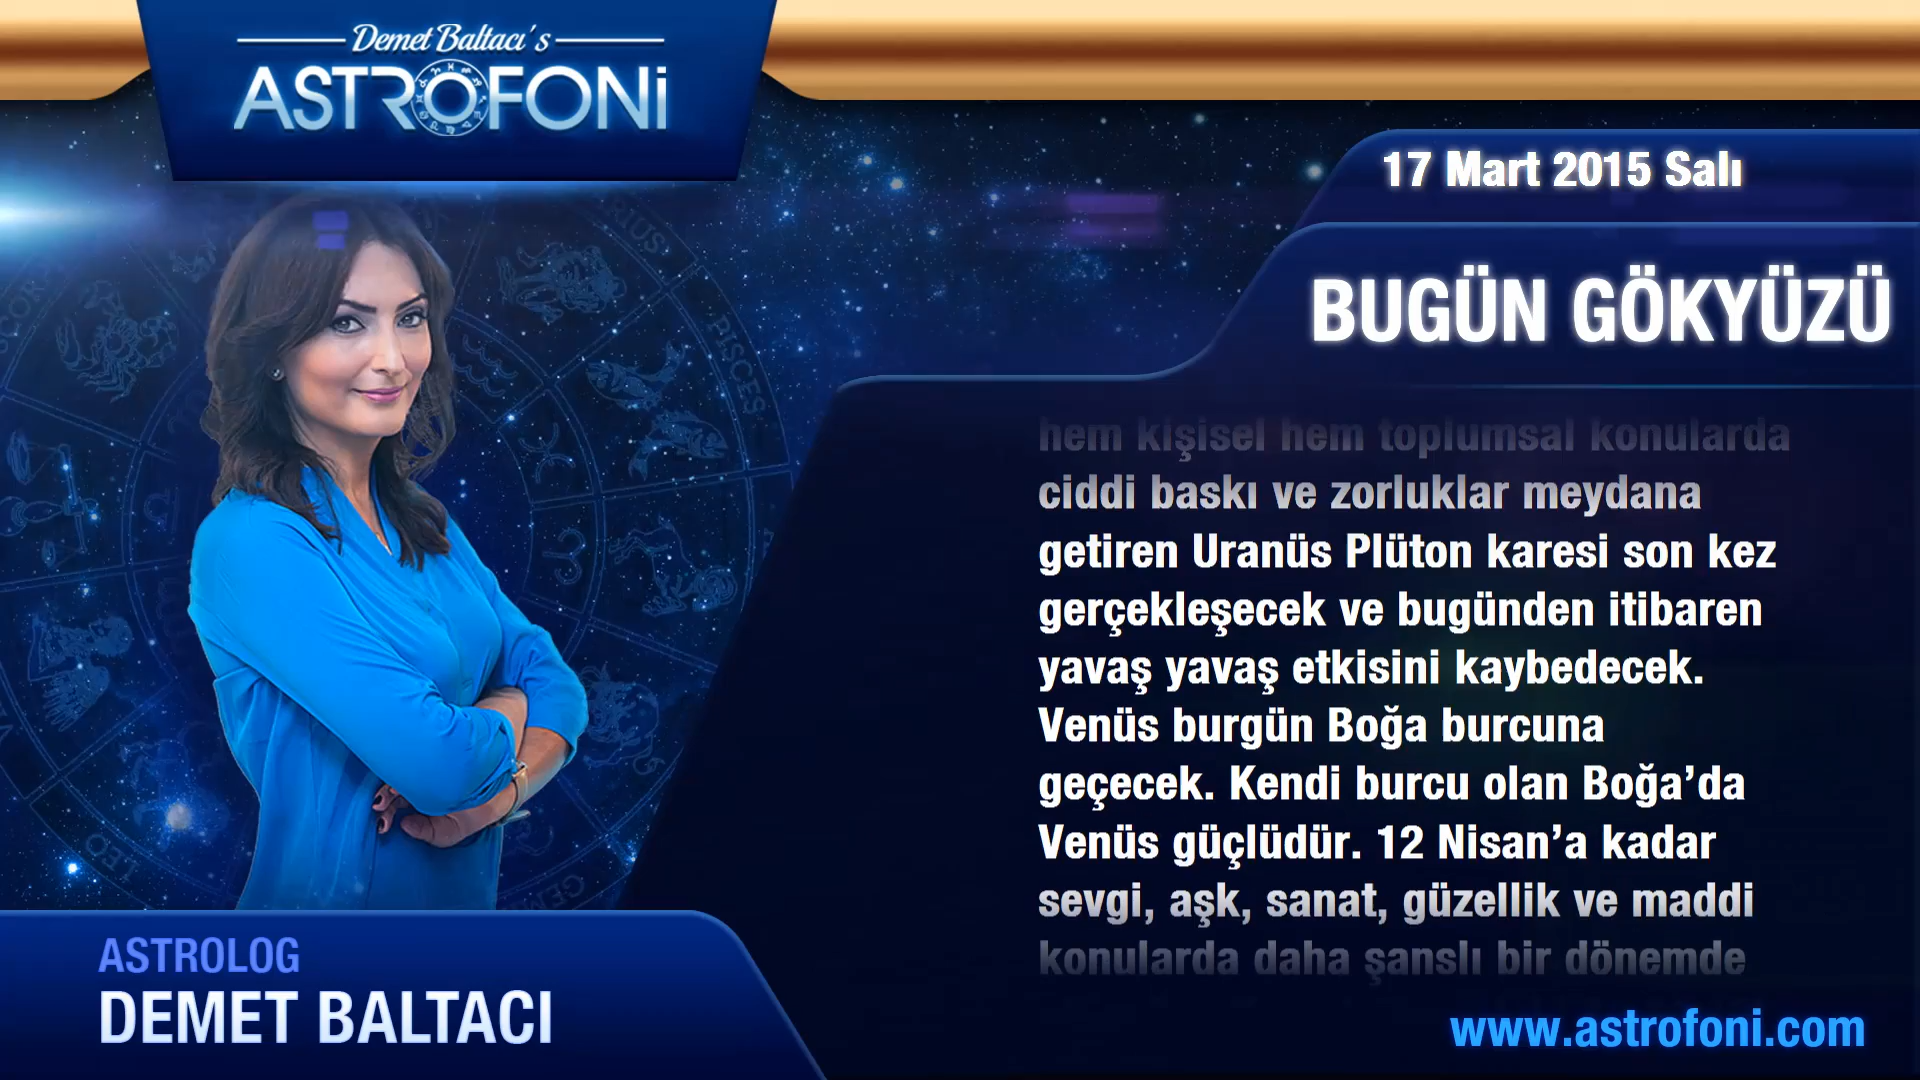 Demet Baltacı's
ASTROFONİ
17 Mart 2015 Salı
BUGÜN GÖKYÜZÜ
hem kişisel hem toplumsal konularda
ciddi baskı ve zorluklar meydana
getiren Uranüs Plüton karesi son kez
gerçekleşecek ve bugünden itibaren
yavaş yavaş etkisini kaybedecek.
Venüs burgün Boğa burcuna
geçecek. Kendi burcu olan Boğa’da
Venüs güçlüdür. 12 Nisan’a kadar
sevgi, aşk, sanat, güzellik ve maddi
konularda daha şanslı bir dönemde
PISCES
LEO
ASTROLOG
DEMET BALTACI
www.astrofoni.com